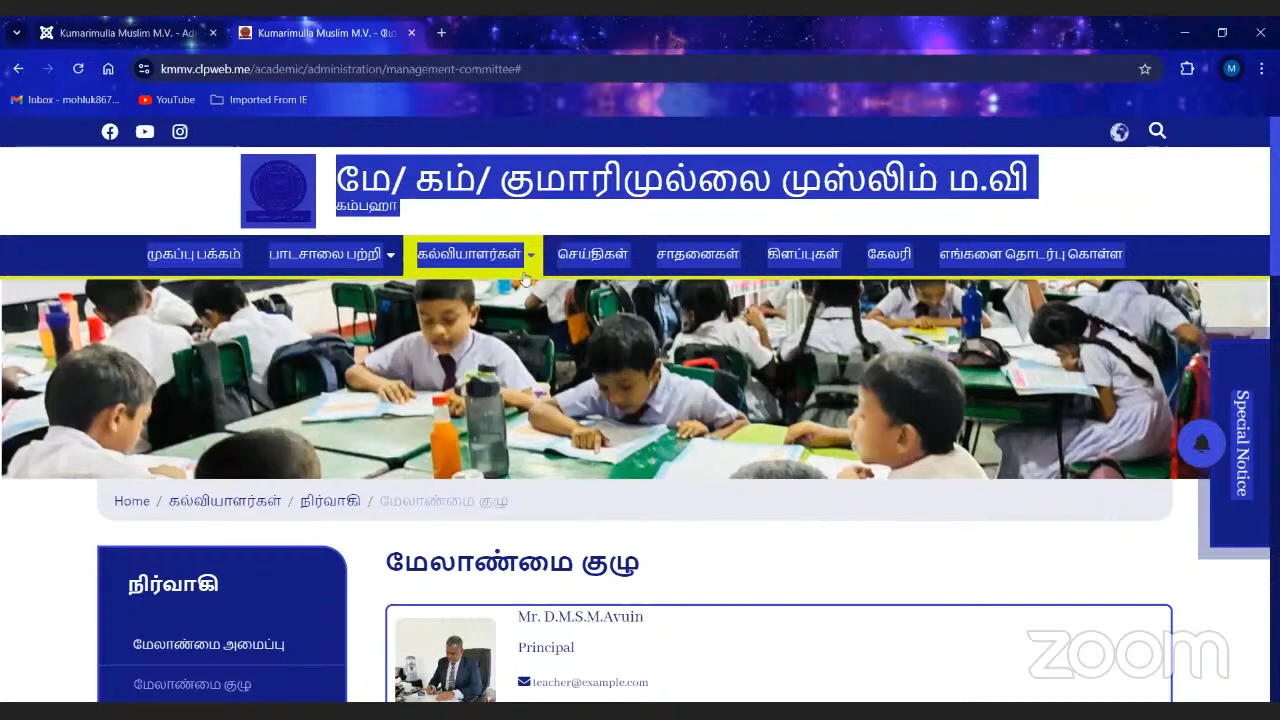 Kumarimulla Muslim M.V. - Ad
Kumarimulla Muslim M.V. - மே
kmmv.clpweb.me/academic/administration/management-committee#
M
Inbox - mohluk867...
YouTube
Imported From IE
மே/ கம்/ குமாரிமுல்லை முஸ்லிம் ம.வி
கம்பஹா
முகப்பு பக்கம்
பாடசாலை பற்றி
கல்வியாளர்கள்
செய்திகள்
சாதனைகள்
கிளப்புகள்
கேலரி
எங்களை தொடர்பு கொள்ள
Special Notice
Home / கல்வியாளர்கள் / நிர்வாகி / மேலாண்மை குழு
நிர்வாகி
மேலாண்மை அமைப்பு
மேலாண்மை குழு
மேலாண்மை குழு
Mr. D.M.S.M.Avuin
Principal
teacher@example.com
zoom